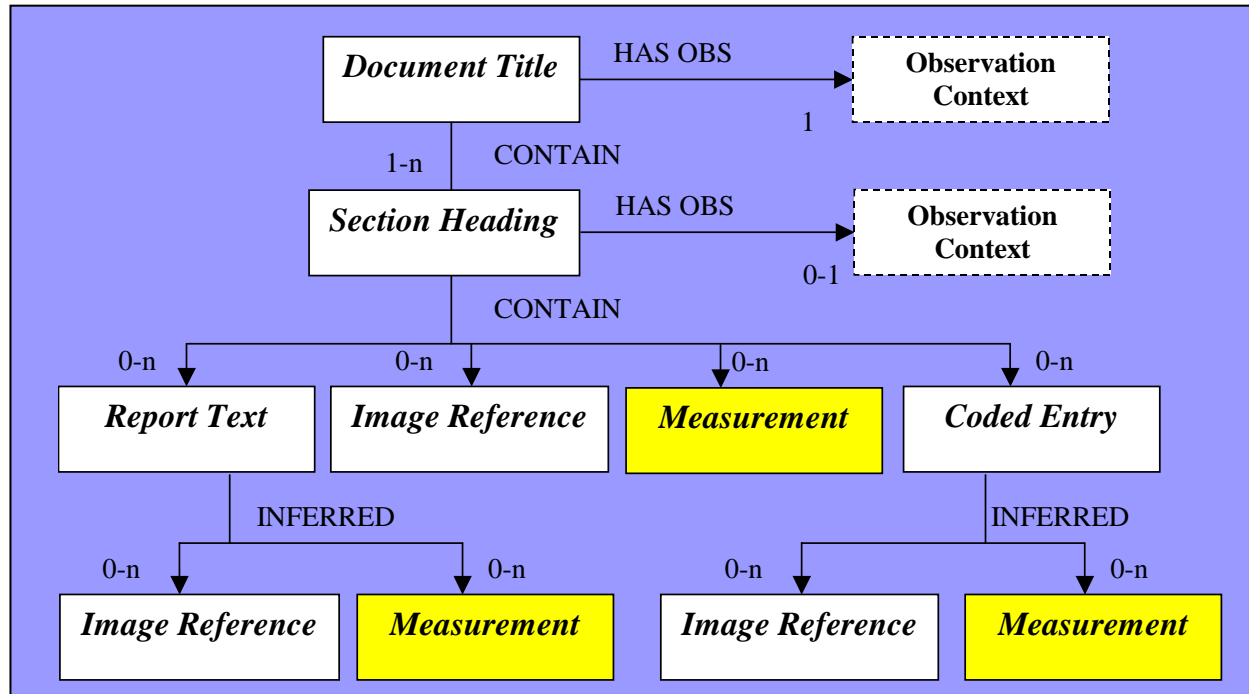 Document Title
HAS OBS
Observation
Context
1
1-n
CONTAIN
Section Heading
HAS OBS
Observation
Context
0-1
CONTAIN
0-n
0-n
0-n
0-n
Report Text
Image Reference
Measurement
Coded Entry
INFERRED
INFERRED
0-n
0-n
0-n
0-n
Image Reference
Measurement
Image Reference
Measurement